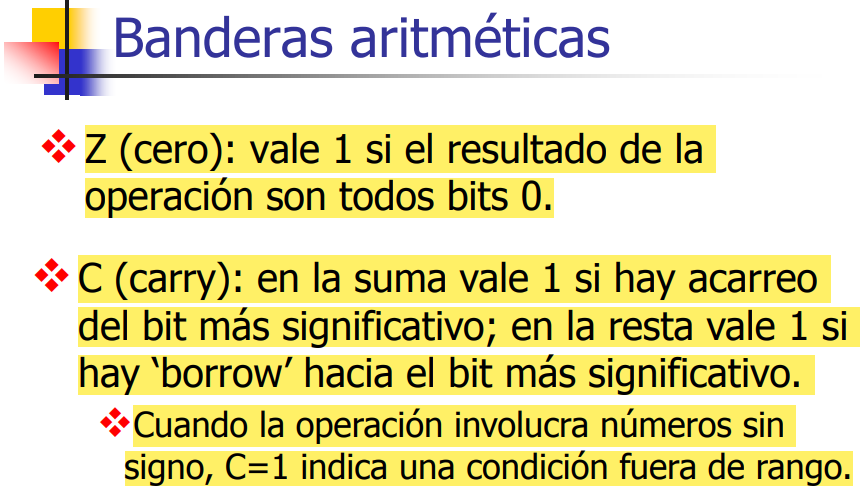 Banderas aritméticas
Z (cero): vale 1 si el resultado de la
operación son todos bits 0.
C (carry): en la suma vale 1 si hay acarreo
del bit más significativo; en la resta vale 1 si
hay ‘borrow’ hacia el bit más significativo.
Cuando la operación involucra números sin
signo, C=1 indica una condición fuera de rango.